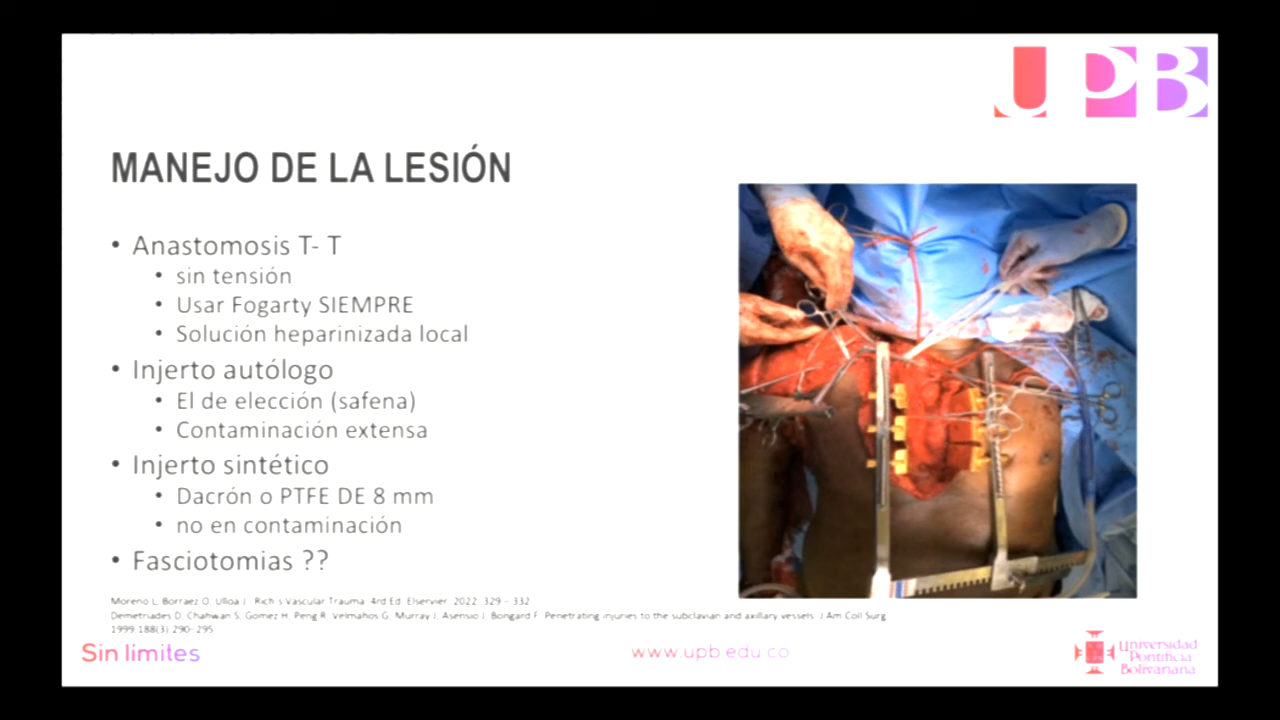 UPB
MANEJO DE LA LESIÓN
• Anastomosis T- T
• sin tensión
• Usar Fogarty SIEMPRE
• Solución heparinizada local
• Injerto autólogo
• El de elección (safena)
• Contaminación extensa
• Injerto sintético
• Dacrón o PTFE DE 8 mm
• no en contaminación
• Fasciotomias ??
Moreno L, Borraez O, Ulloa J. Rich´s Vascular Trauma. 4rd Ed. Elservier. 2022. 329 - 332
Demetriades D, Chahwan S, Gomez H, Peng R, Velmahos G, Murray J, Asensio J, Bongard F. Penetrating injuries to the subclavian and axillary vessels. J Am Coll Surg
1999;188(3) 290-295
Sin límites
www.upb.edu.co
Universidad
Pontificia
Bolivariana